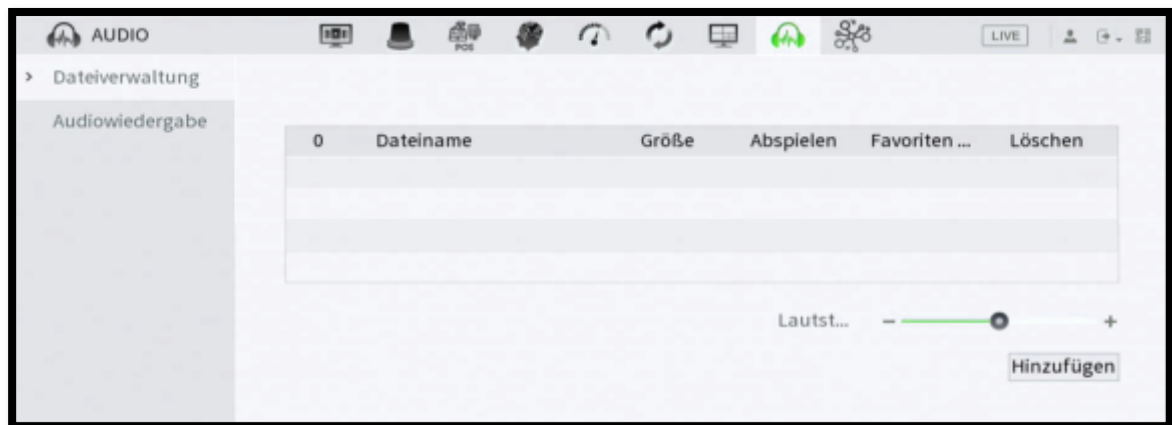 AUDIO
POS
LIVE
Dateiverwaltung
Audiowiedergabe
0 Dateiname Größe Abspielen Favoriten ... Löschen
Lautst...
Hinzufügen